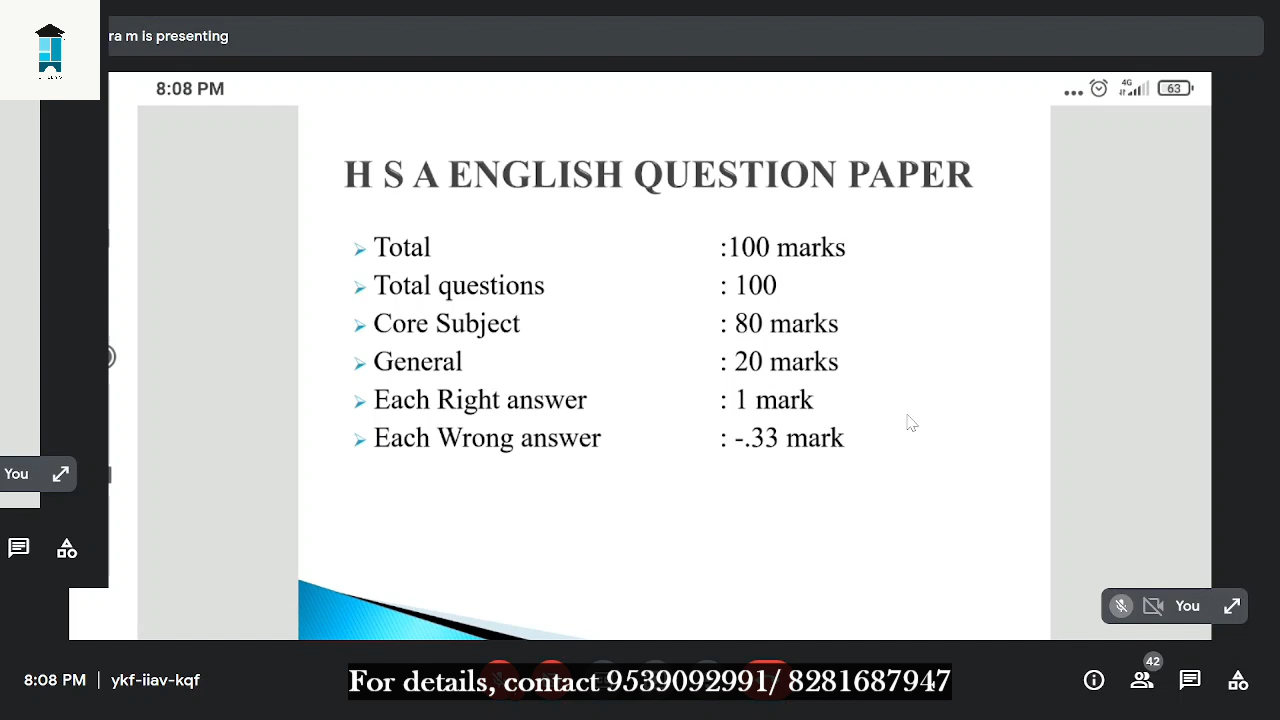 ra m is presenting
8:08 PM
4G
63
H S A ENGLISH QUESTION PAPER
Total :100 marks
Total questions : 100
Core Subject : 80 marks
General : 20 marks
Each Right answer : 1 mark
Each Wrong answer : -.33 mark
You
You
42
8:08 PM | ykf-iiav-kqf
For details, contact 9539092991/ 8281687947